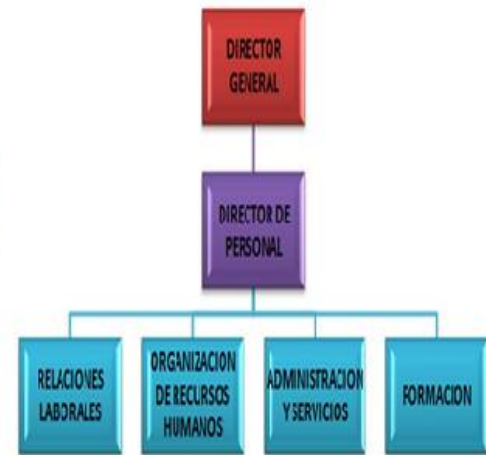 DIRECTOR
GENERAL
DIRECTOR DE
PERSONAL
RELACIONES
LABORALES
ORGANIZACION
DE RECURSOS
HUMANOS
ADMINISTRACION
Y SERVICIOS
FORMACION